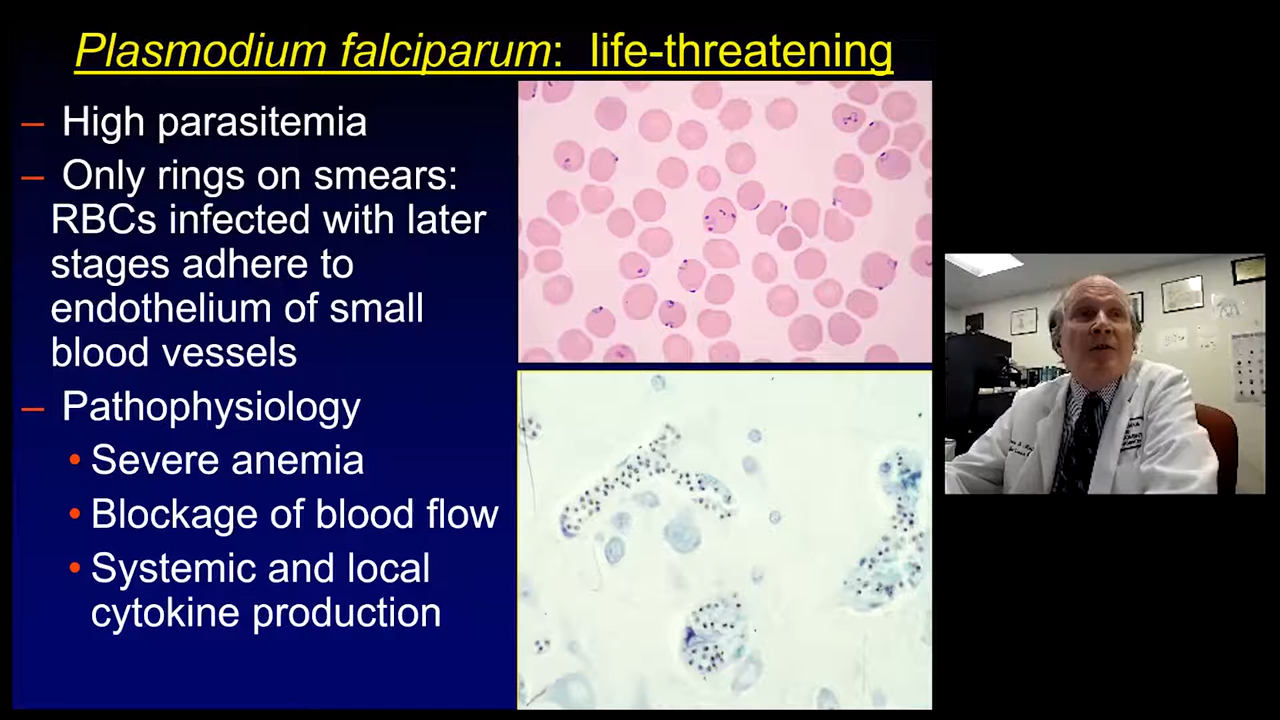 Plasmodium falciparum: life-threatening
– High parasitemia
– Only rings on smears:
RBCs infected with later
stages adhere to
endothelium of small
blood vessels
– Pathophysiology
• Severe anemia
• Blockage of blood flow
• Systemic and local
cytokine production